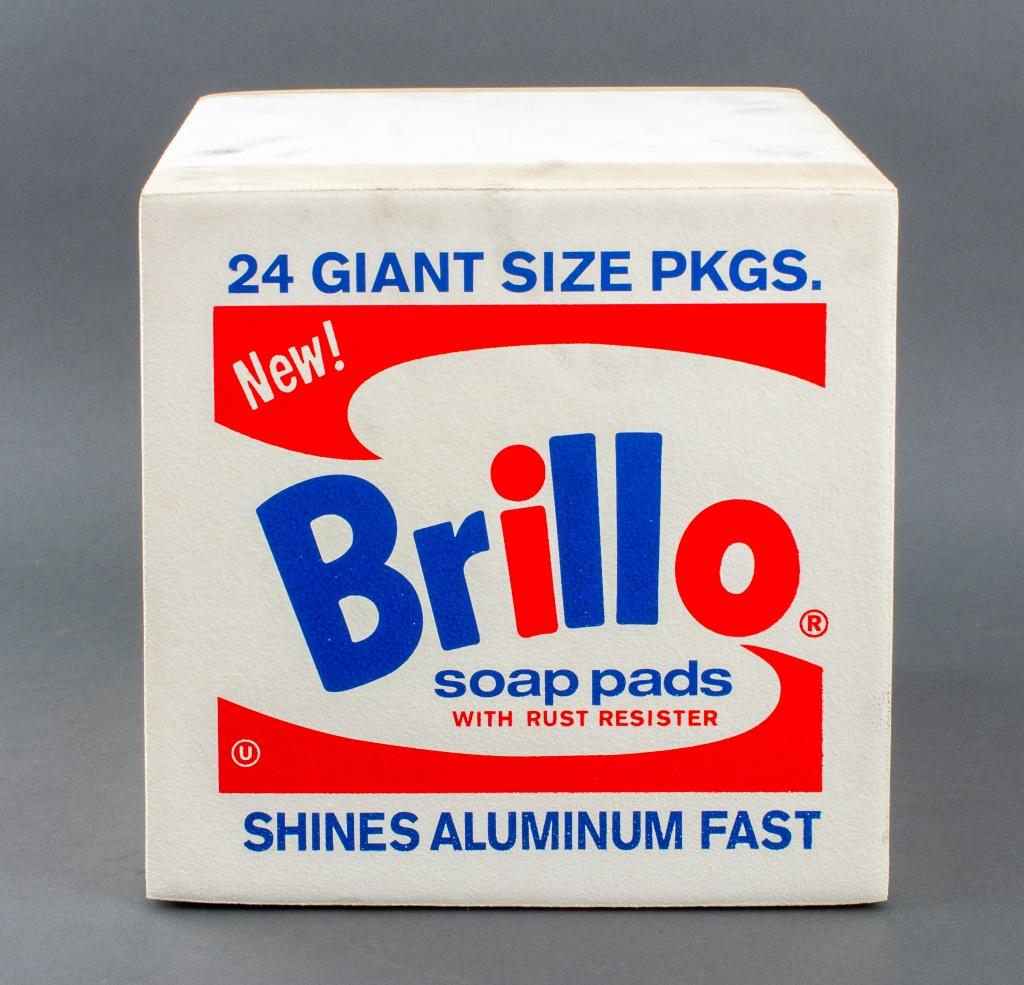 24 GIANT SIZE PKGS.
New!
Brillo®
soap pads
WITH RUST RESISTER
Ⓤ
SHINES ALUMINUM FAST